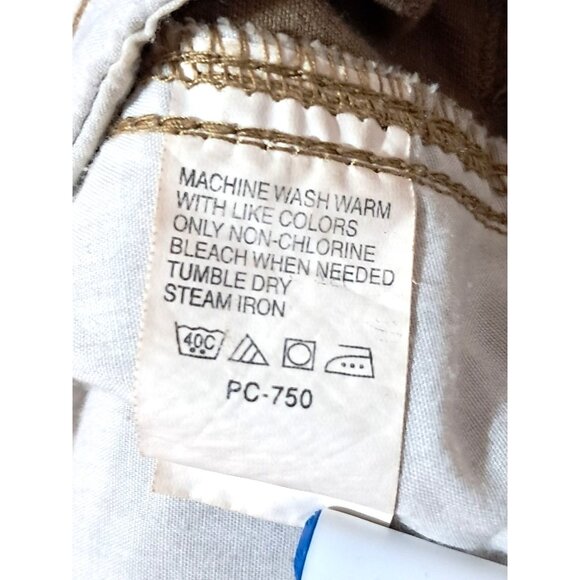 MACHINE WASH WARM
WITH LIKE COLORS
ONLY NON-CHLORINE
BLEACH WHEN NEEDED
TUMBLE DRY
STEAM IRON
40C
PC-750